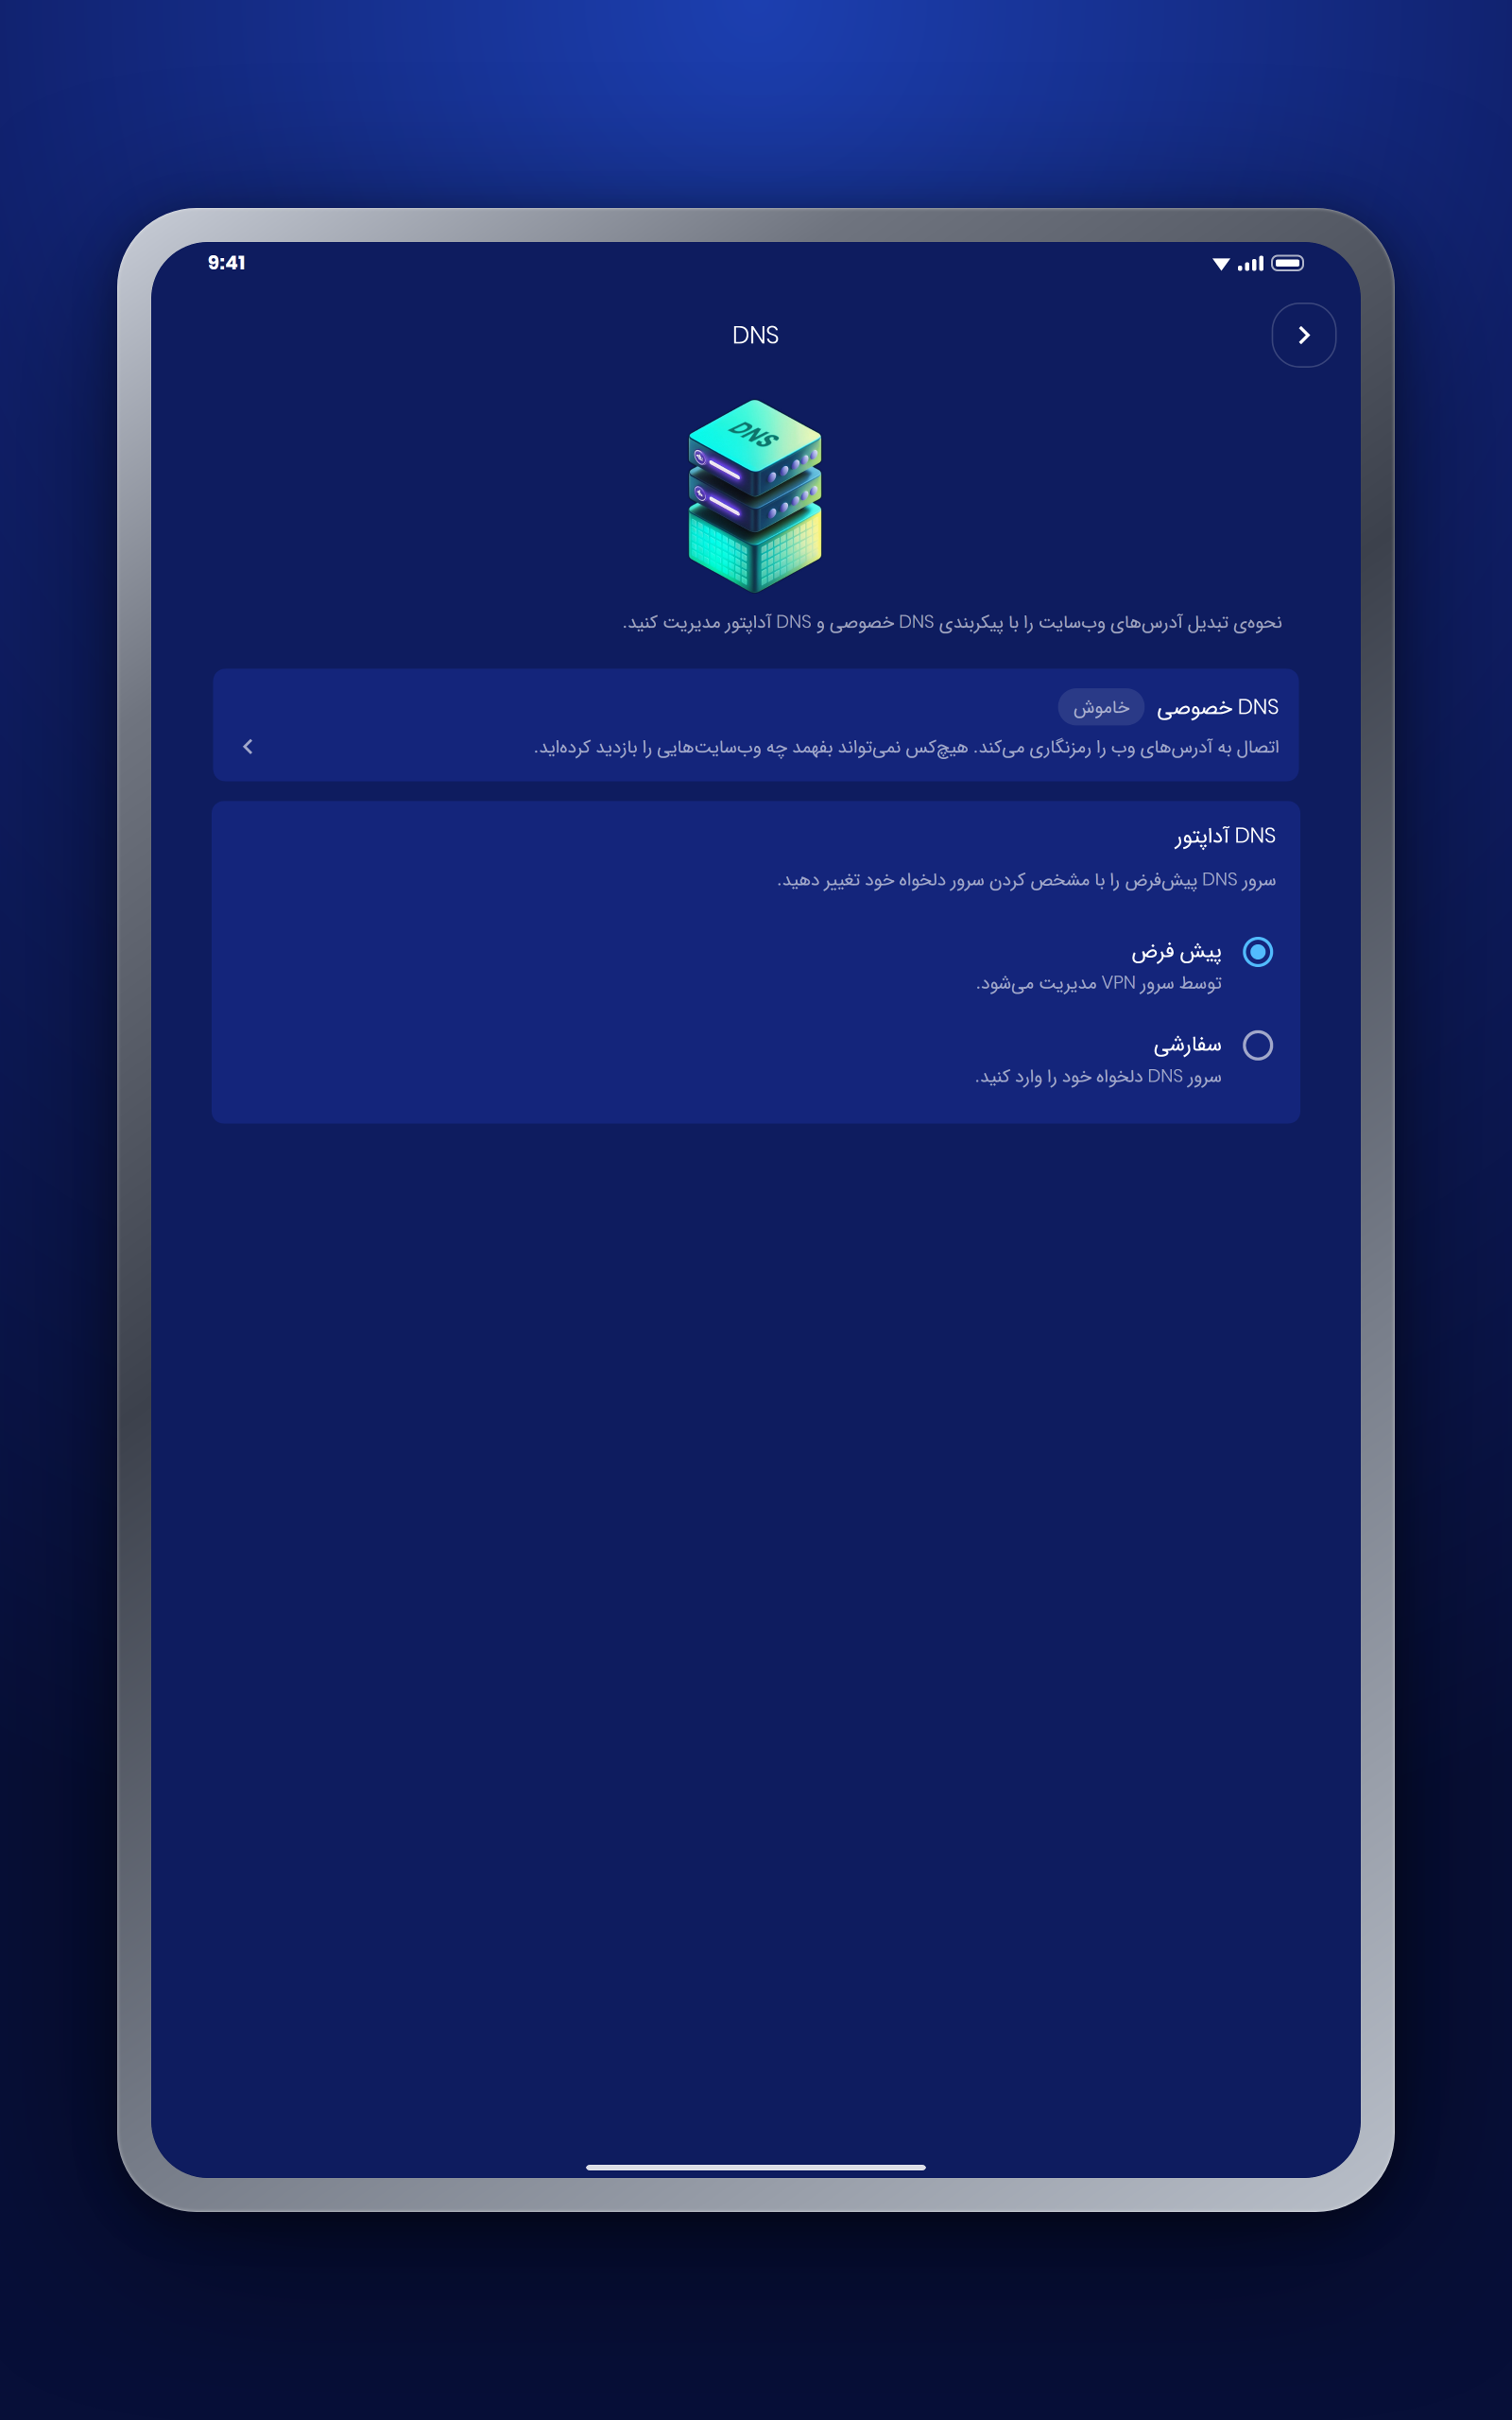 9:41
DNS
DNS
نحوه‌ی تبدیل آدرس‌های وب‌سایت را با پیکربندی DNS خصوصی و DNS آداپتور مدیریت کنید.
DNS خصوصی خاموش
اتصال به آدرس‌های وب را رمزنگاری می‌کند. هیچ‌کس نمی‌تواند بفهمد چه وب‌سایت‌هایی را بازدید کرده‌اید.
DNS آداپتور
سرور DNS پیش‌فرض را با مشخص کردن سرور دلخواه خود تغییر دهید.
پیش فرض
توسط سرور VPN مدیریت می‌شود.
سفارشی
سرور DNS دلخواه خود را وارد کنید.